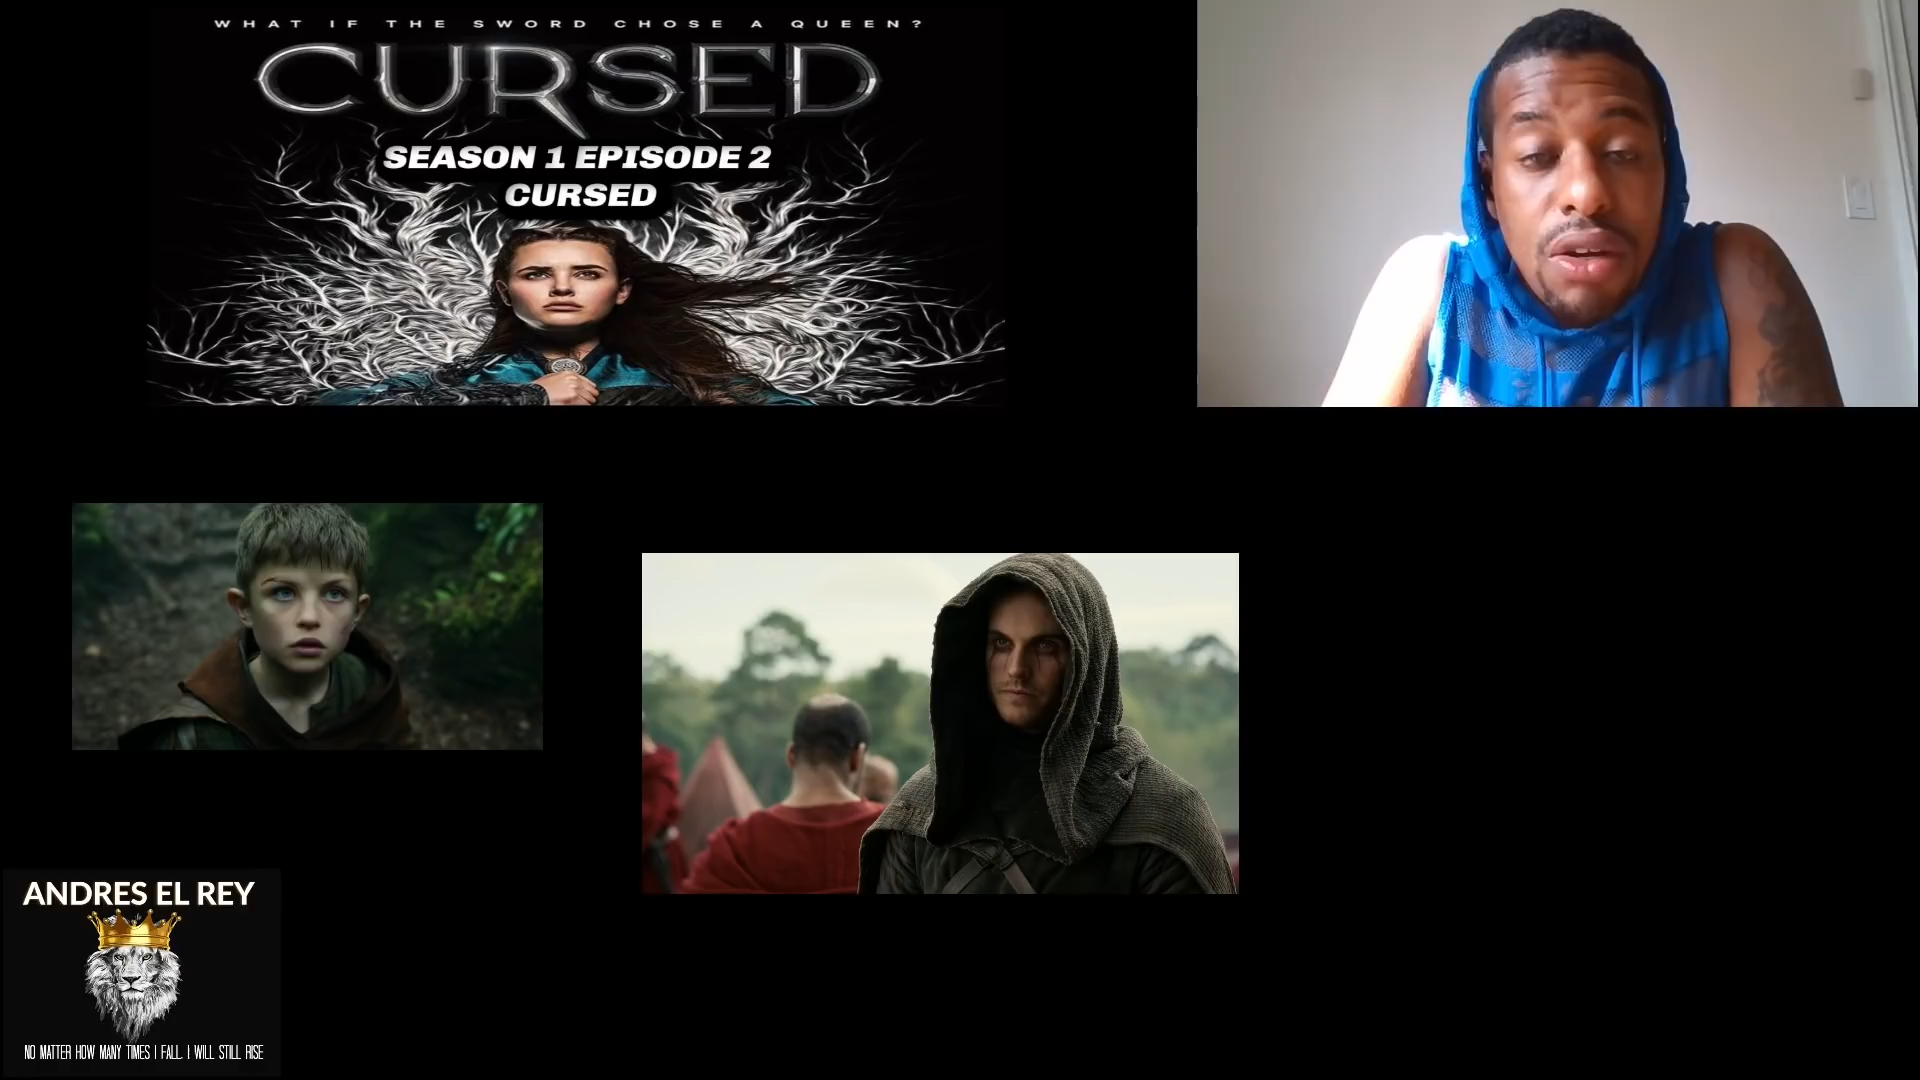 WHAT IF THE SWORD CHOSE A QUEEN?
CURSED
SEASON 1 EPISODE 2
CURSED
ANDRES EL REY
NO MATTER HOW MANY TIMES I FALL. I WILL STILL RISE